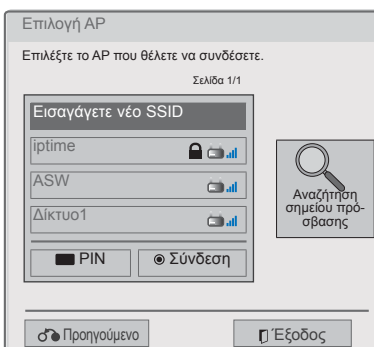 Επιλογή AP
Επιλέξτε το AP που θέλετε να συνδέσετε.
Σελίδα 1/1
Εισαγάγετε νέο SSID
iptime
ASW
Δίκτυο1
PIN
Σύνδεση
Αναζήτηση
σημείου πρό-
σβασης
Προηγούμενο
Έξοδος